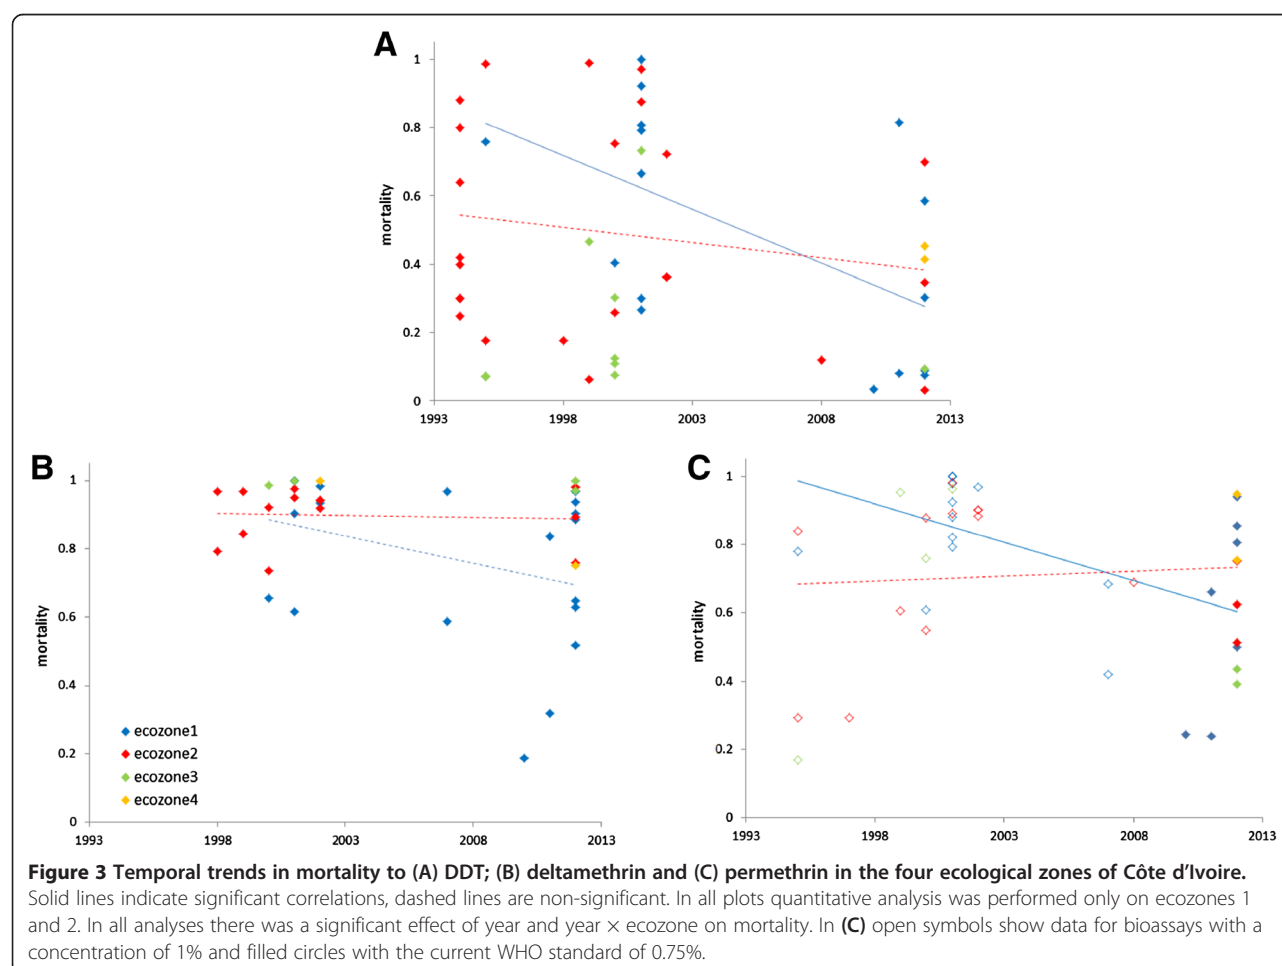 A
1
0.8
0.6
0.4
0.2
0
mortality
1993 1998 2003 2008 2013
B
1
0.8
0.6
0.4
0.2
0
mortality
ecozone1
ecozone2
ecozone3
ecozone4
1993 1998 2003 2008 2013
C
1
0.8
0.6
0.4
0.2
0
mortality
1993 1998 2003 2008 2013
Figure 3 Temporal trends in mortality to (A) DDT; (B) deltamethrin and (C) permethrin in the four ecological zones of Côte d'Ivoire.
Solid lines indicate significant correlations, dashed lines are non-significant. In all plots quantitative analysis was performed only on ecozones 1
and 2. In all analyses there was a significant effect of year and year × ecozone on mortality. In (C) open symbols show data for bioassays with a
concentration of 1% and filled circles with the current WHO standard of 0.75%.